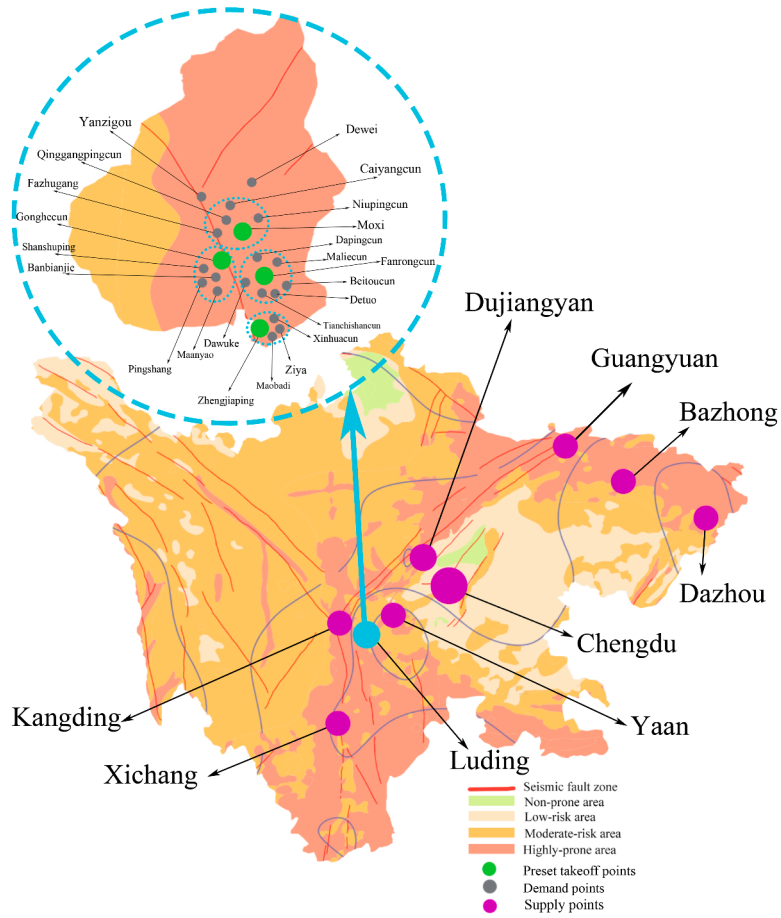 Yanzigou
Dewei
Qinggangpingcun
Caiyangcun
Fazhugang
Niupingcun
Gonghecun
Moxi
Shanshuping
Dapingcun
Maliecun
Banbianjie
Fanrongcun
Beitoucun
Detuo
Tianchishancun
Dawuke
Xinhuacun
Maanyao
Pingshang
Ziya
Maobadi
Zhengjiaping
Dujiangyan
Guangyuan
Bazhong
Dazhou
Chengdu
Kangding
Yaan
Xichang
Luding
Seismic fault zone
Non-prone area
Low-risk area
Moderate-risk area
Highly-prone area
Preset takeoff points
Demand points
Supply points